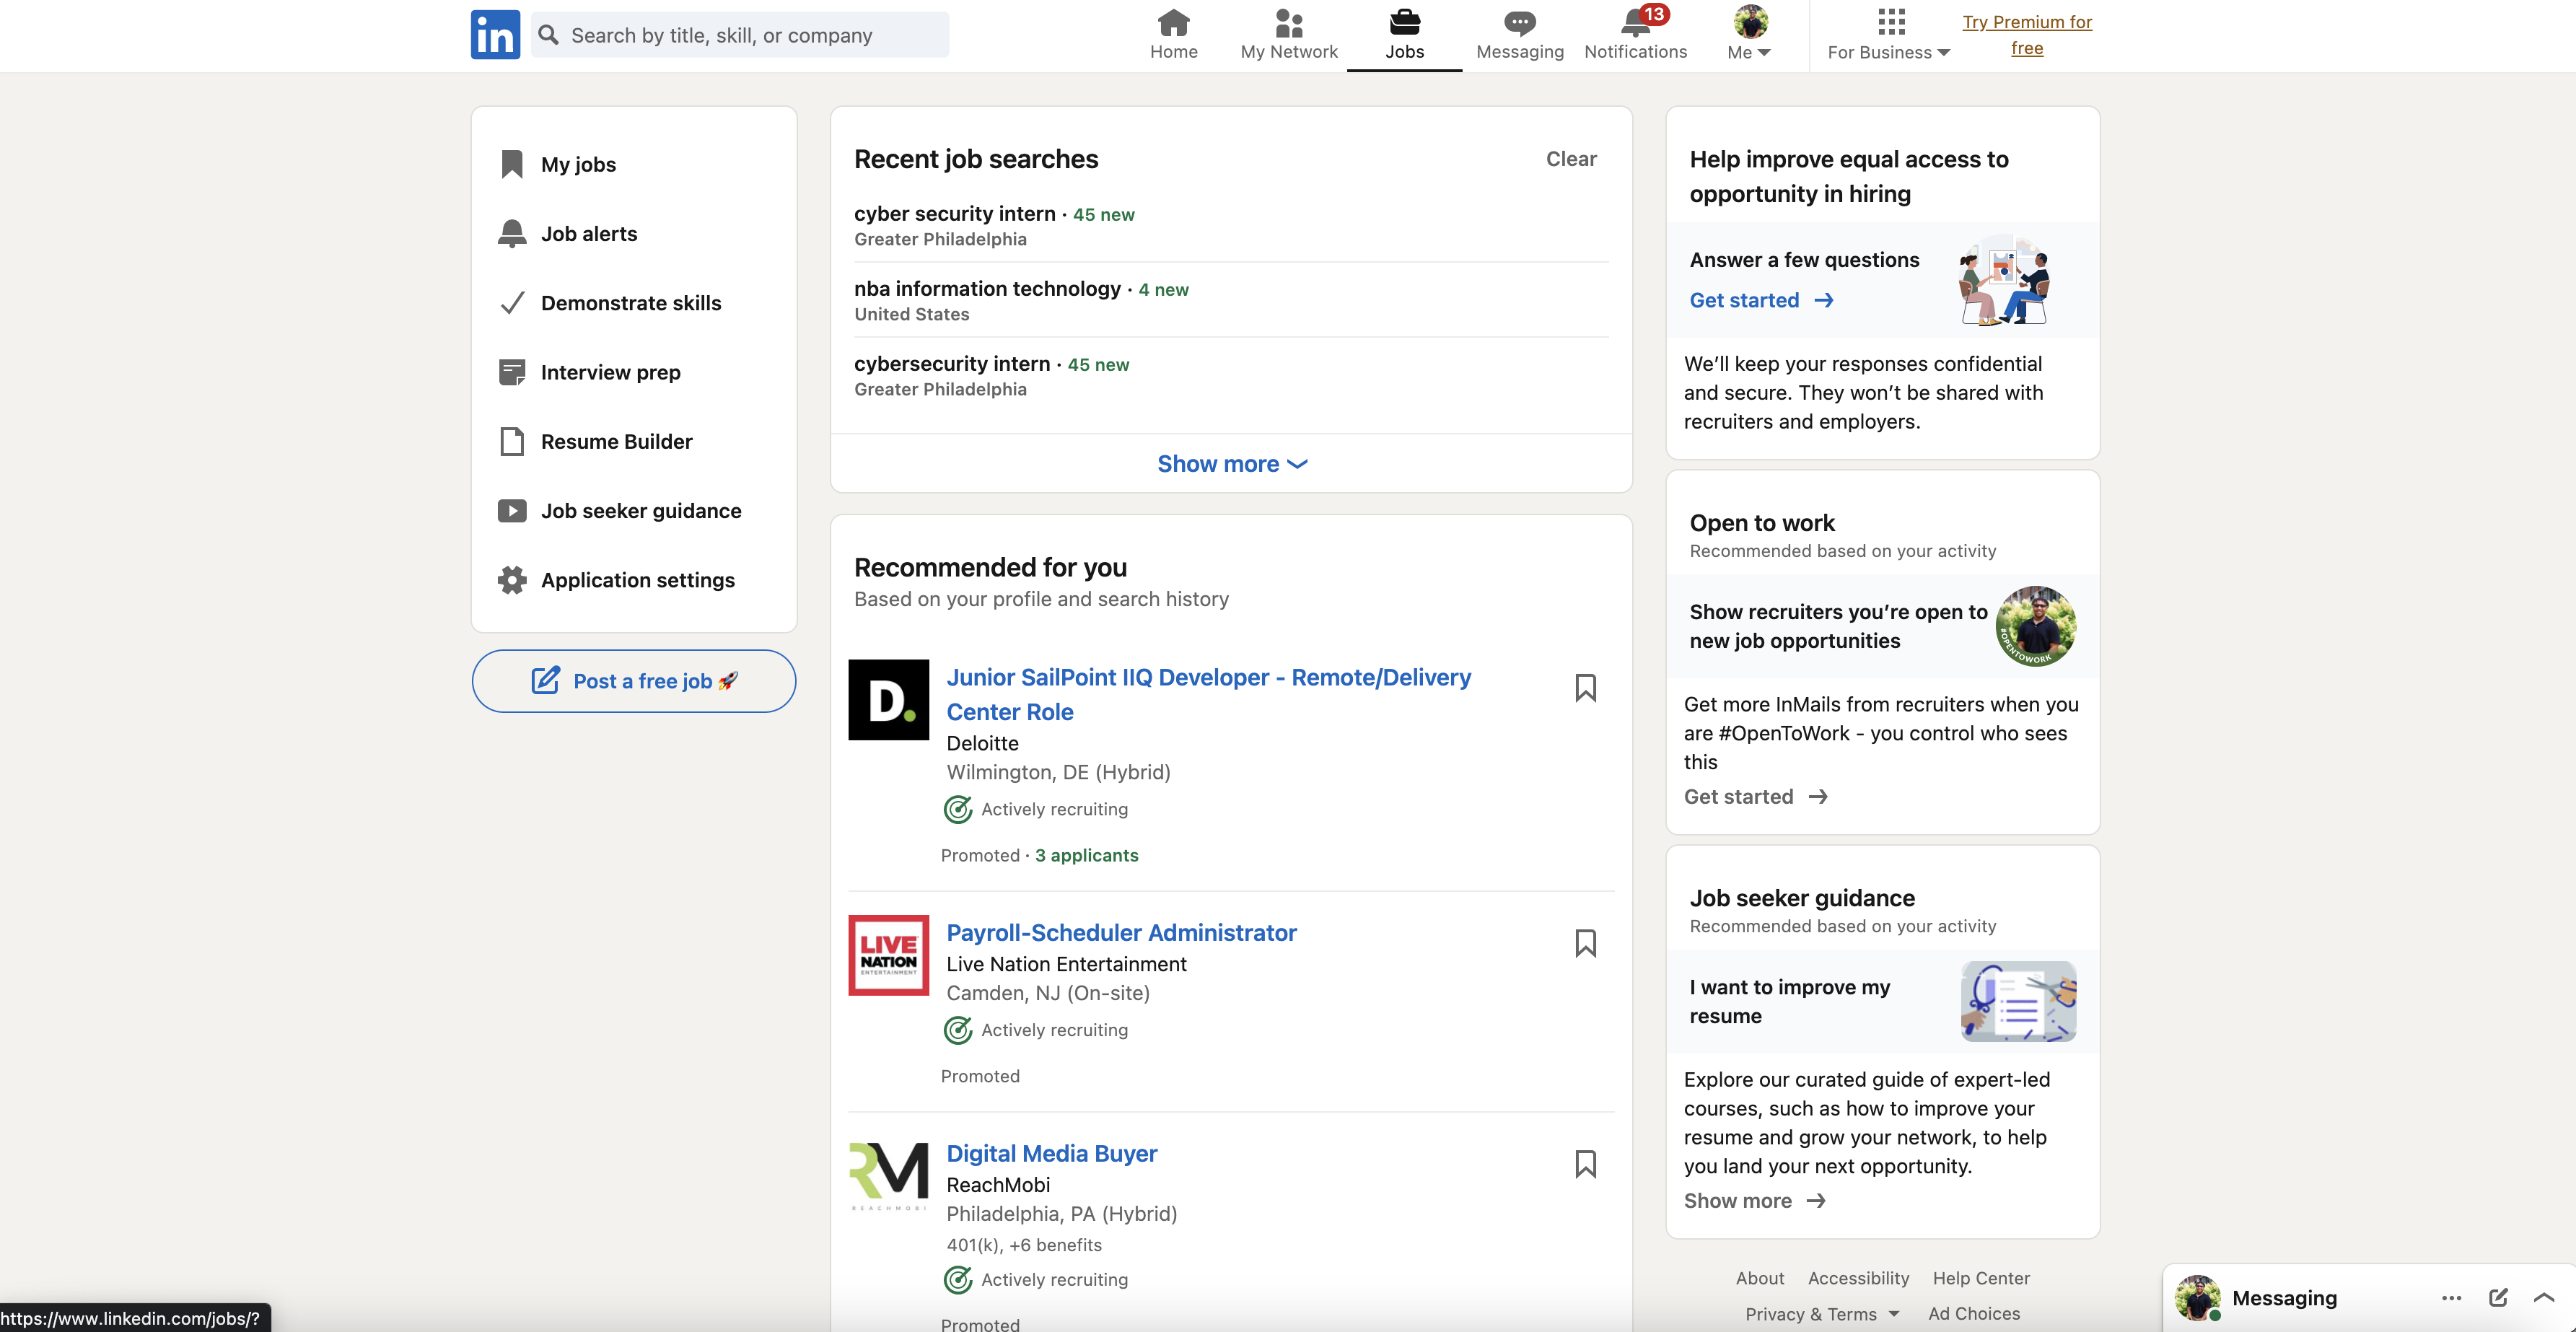 in
Search by title, skill, or company
Home
My Network
Jobs
Messaging
13
Notifications
Me
For Business
Try Premium for
free
My jobs
Job alerts
Demonstrate skills
Interview prep
Resume Builder
Job seeker guidance
Application settings
Post a free job 🚀
Recent job searches
Clear
cyber security intern · 45 new
Greater Philadelphia
nba information technology · 4 new
United States
cybersecurity intern · 45 new
Greater Philadelphia
Show more
Recommended for you
Based on your profile and search history
D.
Junior SailPoint IIQ Developer - Remote/Delivery
Center Role
Deloitte
Wilmington, DE (Hybrid)
Actively recruiting
Promoted · 3 applicants
LIVE
NATION
ENTERTAINMENT
Payroll-Scheduler Administrator
Live Nation Entertainment
Camden, NJ (On-site)
Actively recruiting
Promoted
RM
REACHMOBI
Digital Media Buyer
ReachMobi
Philadelphia, PA (Hybrid)
401(k), +6 benefits
Actively recruiting
Promoted
Help improve equal access to
opportunity in hiring
Answer a few questions
Get started →
We’ll keep your responses confidential
and secure. They won’t be shared with
recruiters and employers.
Open to work
Recommended based on your activity
Show recruiters you’re open to
new job opportunities
#OPENTOWORK
Get more InMails from recruiters when you
are #OpenToWork - you control who sees
this
Get started →
Job seeker guidance
Recommended based on your activity
I want to improve my
resume
Explore our curated guide of expert-led
courses, such as how to improve your
resume and grow your network, to help
you land your next opportunity.
Show more →
About Accessibility Help Center
Privacy & Terms Ad Choices
Messaging
https://www.linkedin.com/jobs/?